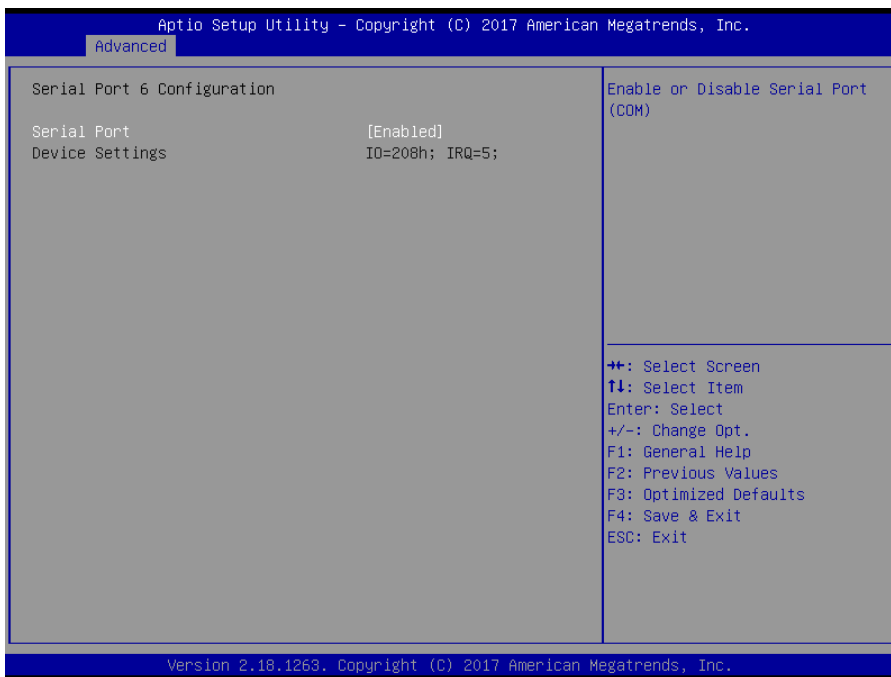 Aptio Setup Utility – Copyright (C) 2017 American Megatrends, Inc.
Advanced
Serial Port 6 Configuration
Serial Port [Enabled]
Device Settings IO=208h; IRQ=5;
Enable or Disable Serial Port
(COM)
→←: Select Screen
↑↓: Select Item
Enter: Select
+/-: Change Opt.
F1: General Help
F2: Previous Values
F3: Optimized Defaults
F4: Save & Exit
ESC: Exit
Version 2.18.1263. Copyright (C) 2017 American Megatrends, Inc.